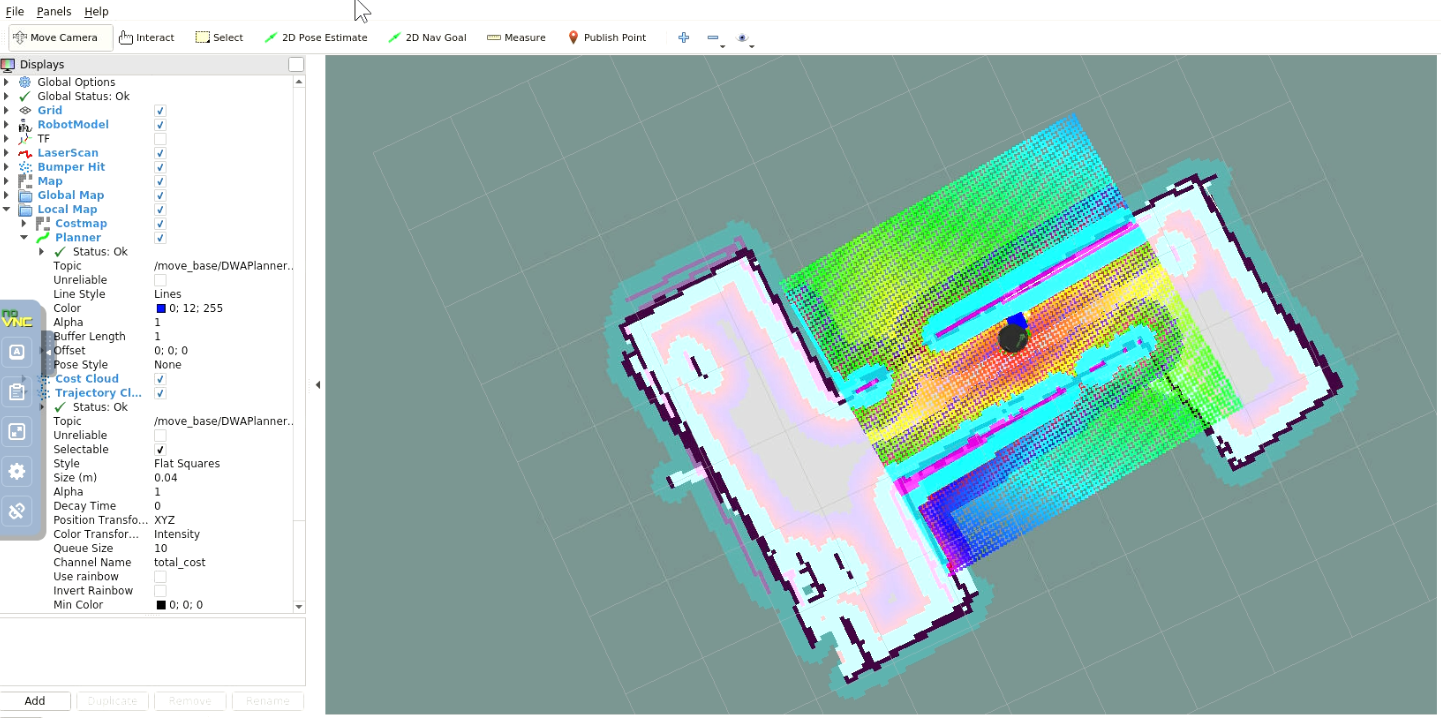 File Panels Help
Move Camera Interact Select 2D Pose Estimate 2D Nav Goal Measure Publish Point
Displays
Global Options
Global Status: Ok
Grid
RobotModel
TF
LaserScan
Bumper Hit
Map
Global Map
Local Map
Costmap
Planner
Status: Ok
Topic /move_base/DWAPlanner...
Unreliable
Line Style Lines
Color 0; 12; 255
Alpha 1
Buffer Length 1
Offset 0; 0; 0
Pose Style None
Cost Cloud
Trajectory Cl...
Status: Ok
Topic /move_base/DWAPlanner...
Unreliable
Selectable
Style Flat Squares
Size (m) 0.04
Alpha 1
Decay Time 0
Position Transfo... XYZ
Color Transfor... Intensity
Queue Size 10
Channel Name total_cost
Use rainbow
Invert Rainbow
Min Color 0; 0; 0
no
VNC
A
Add Duplicate Remove Rename